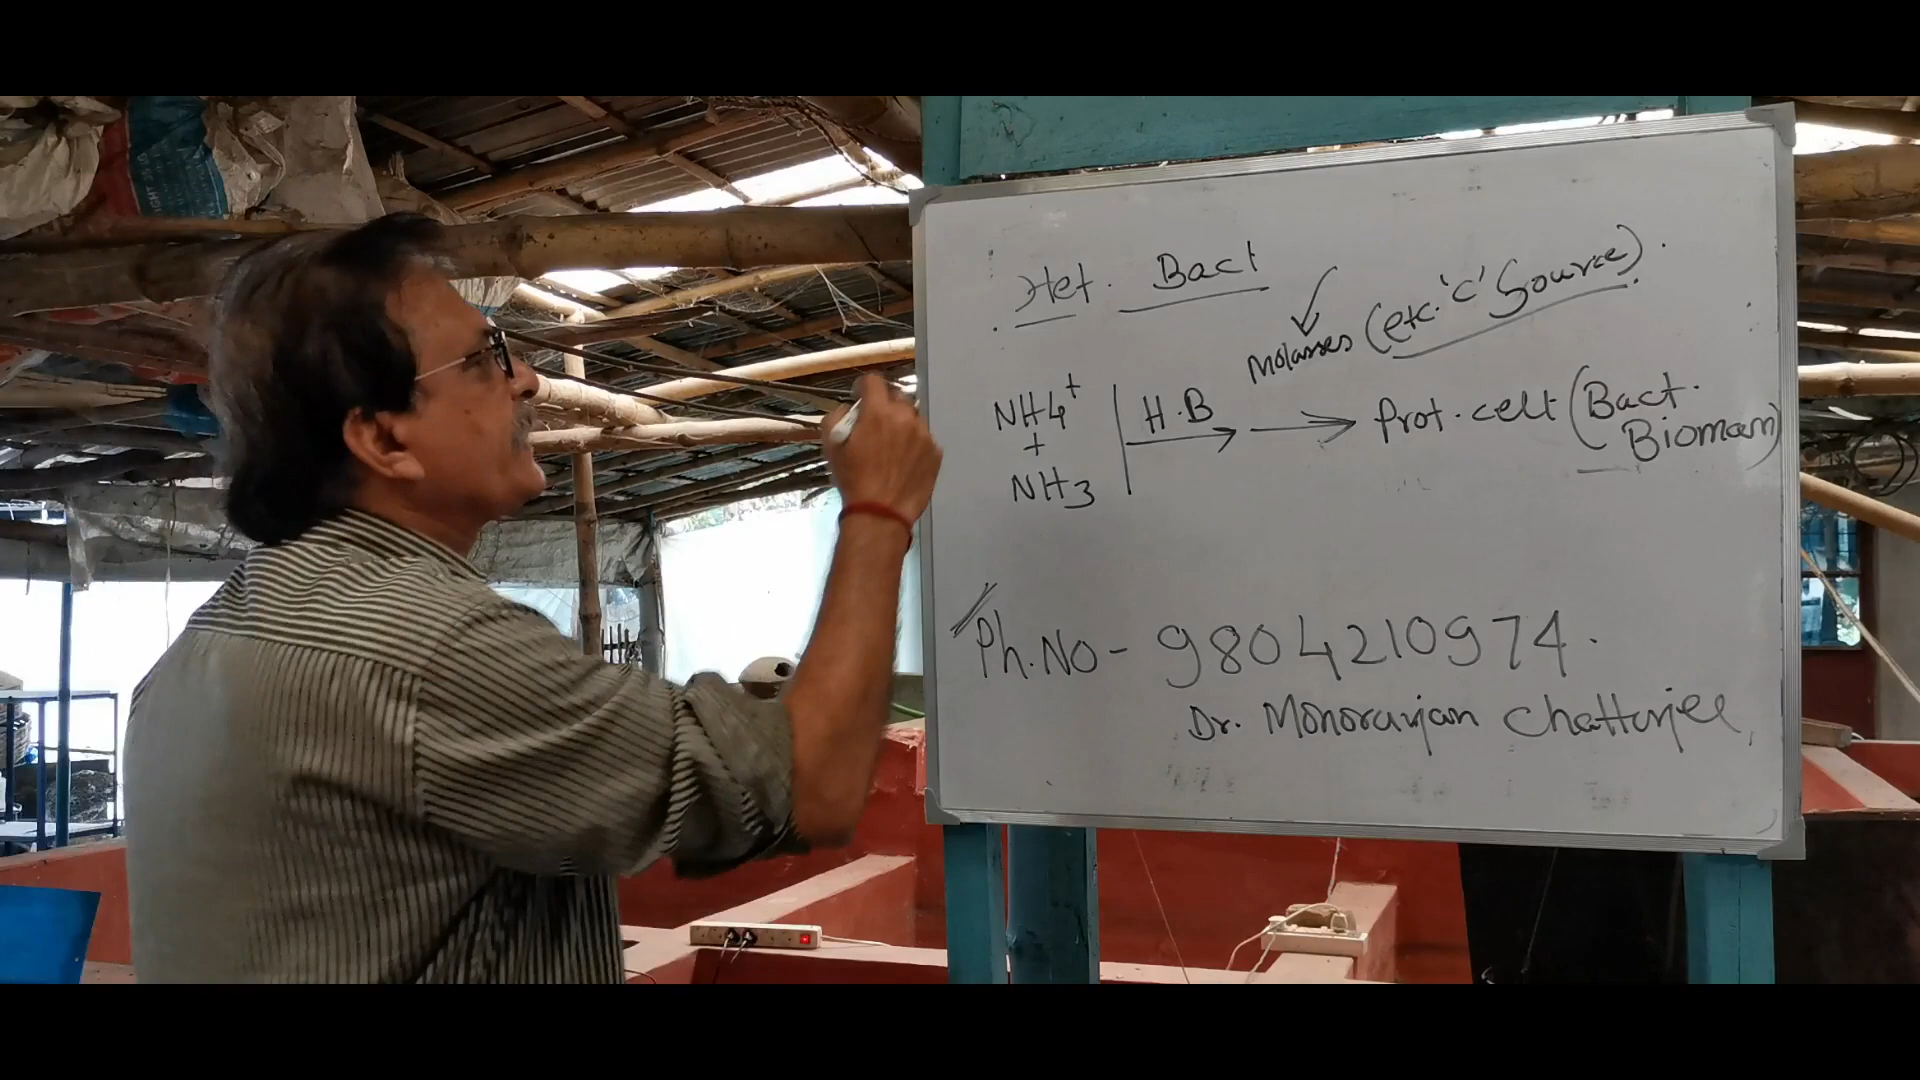 Het. Bact
Molasses (etc. 'C' Source).
NH4+
+
NH3
H.B
Prot. cell (Bact.
Biomass)
Ph.No- 9804210974.
Dr. Monoranjan Chatterjee